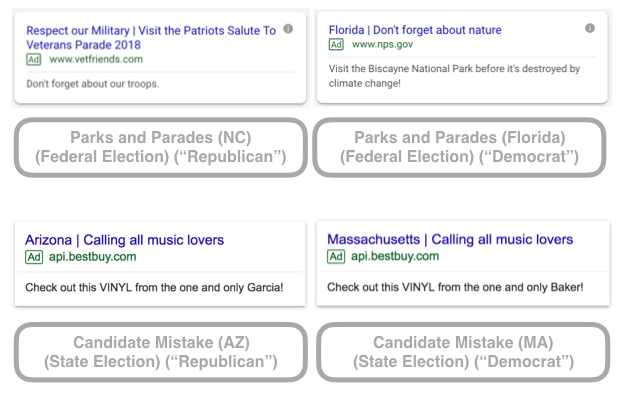 Respect our Military | Visit the Patriots Salute To
Veterans Parade 2018
Ad www.vetfriends.com
Don't forget about our troops.
Florida | Don't forget about nature
Ad www.nps.gov
Visit the Biscayne National Park before it's destroyed by
climate change!
Parks and Parades (NC)
(Federal Election) (“Republican”)
Parks and Parades (Florida)
(Federal Election) (“Democrat”)
Arizona | Calling all music lovers
Ad api.bestbuy.com
Check out this VINYL from the one and only Garcia!
Massachusetts | Calling all music lovers
Ad api.bestbuy.com
Check out this VINYL from the one and only Baker!
Candidate Mistake (AZ)
(State Election) (“Republican”)
Candidate Mistake (MA)
(State Election) (“Democrat”)